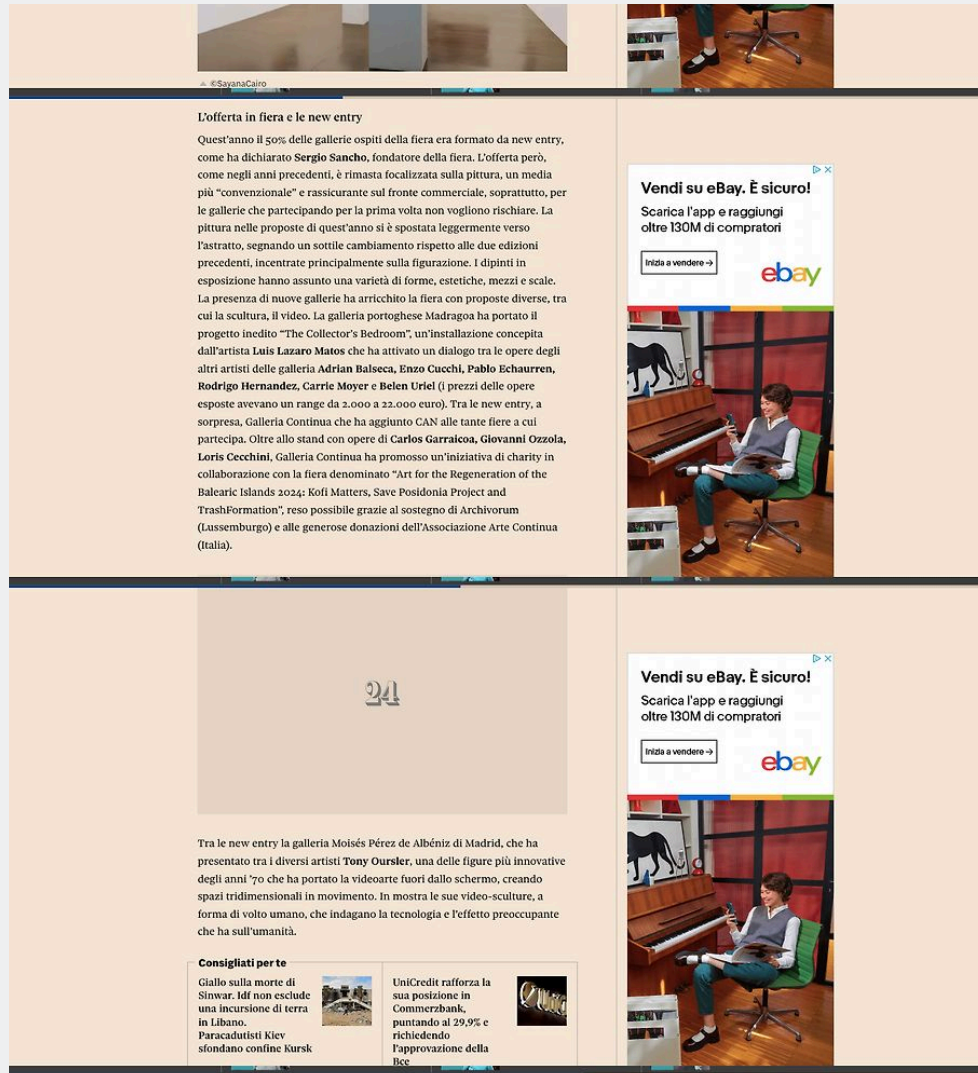 ©SayanaCairo
L'offerta in fiera e le new entry
Quest'anno il 50% delle gallerie ospiti della fiera era formato da new entry,
come ha dichiarato Sergio Sancho, fondatore della fiera. L'offerta però,
come negli anni precedenti, è rimasta focalizzata sulla pittura, un media
più “convenzionale” e rassicurante sul fronte commerciale, soprattutto, per
le gallerie che partecipando per la prima volta non vogliono rischiare. La
pittura nelle proposte di quest'anno si è spostata leggermente verso
l'astratto, segnando un sottile cambiamento rispetto alle due edizioni
precedenti, incentrate principalmente sulla figurazione. I dipinti in
esposizione hanno assunto una varietà di forme, estetiche, mezzi e scale.
La presenza di nuove gallerie ha arricchito la fiera con proposte diverse, tra
cui la scultura, il video. La galleria portoghese Madragoa ha portato il
progetto inedito “The Collector's Bedroom”, un'installazione concepita
dall'artista Luis Lazaro Matos che ha attivato un dialogo tra le opere degli
altri artisti delle galleria Adrian Balseca, Enzo Cucchi, Pablo Echaurren,
Rodrigo Hernandez, Carrie Moyer e Belen Uriel (i prezzi delle opere
esposte avevano un range da 2.000 a 22.000 euro). Tra le new entry, a
sorpresa, Galleria Continua che ha aggiunto CAN alle tante fiere a cui
partecipa. Oltre allo stand con opere di Carlos Garraicoa, Giovanni Ozzola,
Loris Cecchini, Galleria Continua ha promosso un'iniziativa di charity in
collaborazione con la fiera denominato “Art for the Regeneration of the
Balearic Islands 2024: Kofi Matters, Save Posidonia Project and
TrashFormation”, reso possibile grazie al sostegno di Archivorum
(Lussemburgo) e alle generose donazioni dell'Associazione Arte Continua
(Italia).
Vendi su eBay. È sicuro!
Scarica l'app e raggiungi
oltre 130M di compratori
Inizia a vendere →
ebay
24
Tra le new entry la galleria Moisés Pérez de Albéniz di Madrid, che ha
presentato tra i diversi artisti Tony Oursler, una delle figure più innovative
degli anni '70 che ha portato la videoarte fuori dallo schermo, creando
spazi tridimensionali in movimento. In mostra le sue video-sculture, a
forma di volto umano, che indagano la tecnologia e l'effetto preoccupante
che ha sull'umanità.
Consigliati per te
Giallo sulla morte di
Sinwar. Idf non esclude
una incursione di terra
in Libano.
Paracadutisti Kiev
sfondano confine Kursk
UniCredit rafforza la
sua posizione in
Commerzbank,
puntando al 29,9% e
richiedendo
l'approvazione della
Bce
Vendi su eBay. È sicuro!
Scarica l'app e raggiungi
oltre 130M di compratori
Inizia a vendere →
ebay